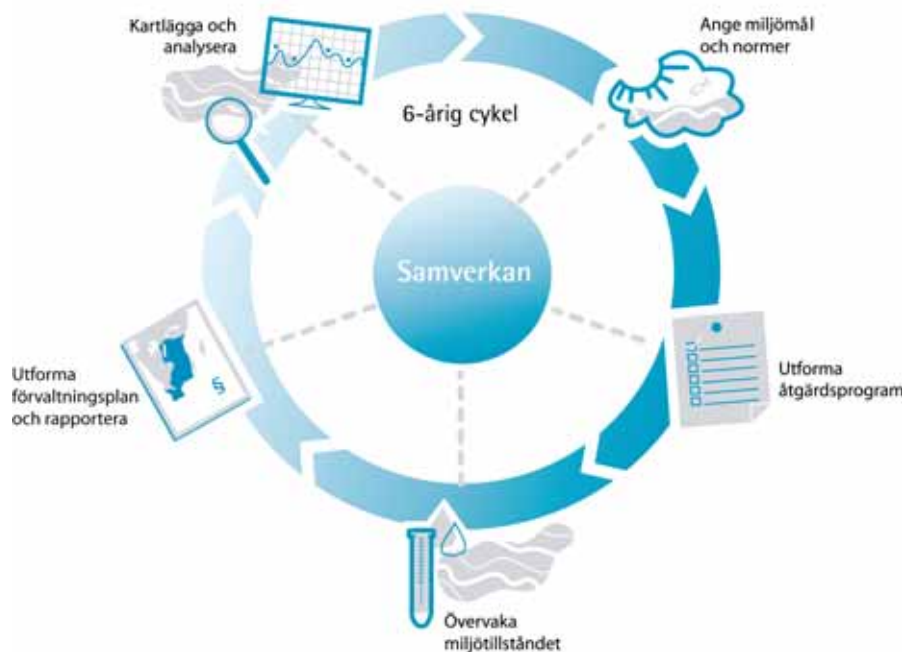 Kartlägga och
analysera
Ange miljömål
och normer
6-årig cykel
Samverkan
Utforma
åtgärdsprogram
Utforma
förvaltningsplan
och rapportera
§
Övervaka
miljötillståndet